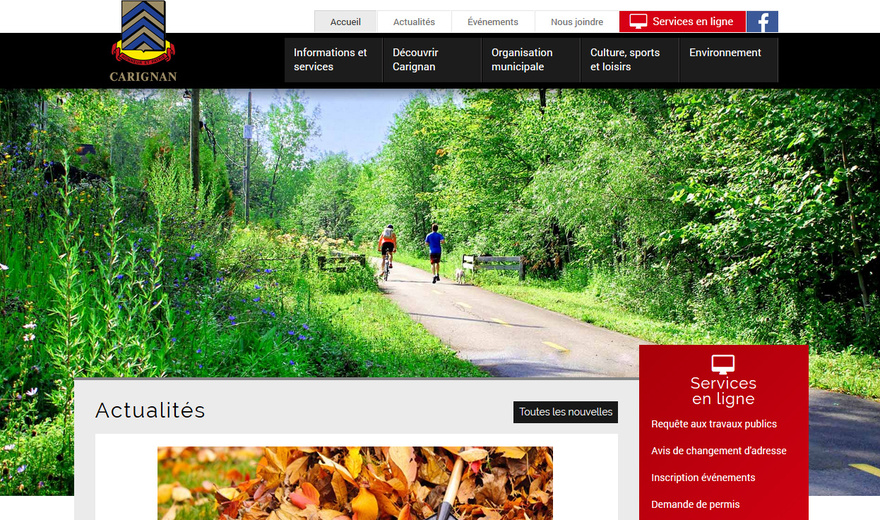 Accueil
Actualités
Événements
Nous joindre
Services en ligne
CARIGNAN
Informations et
services
Découvrir
Carignan
Organisation
municipale
Culture, sports
et loisirs
Environnement
Actualités
Toutes les nouvelles
Services
en ligne
Requête aux travaux publics
Avis de changement d'adresse
Inscription événements
Demande de permis